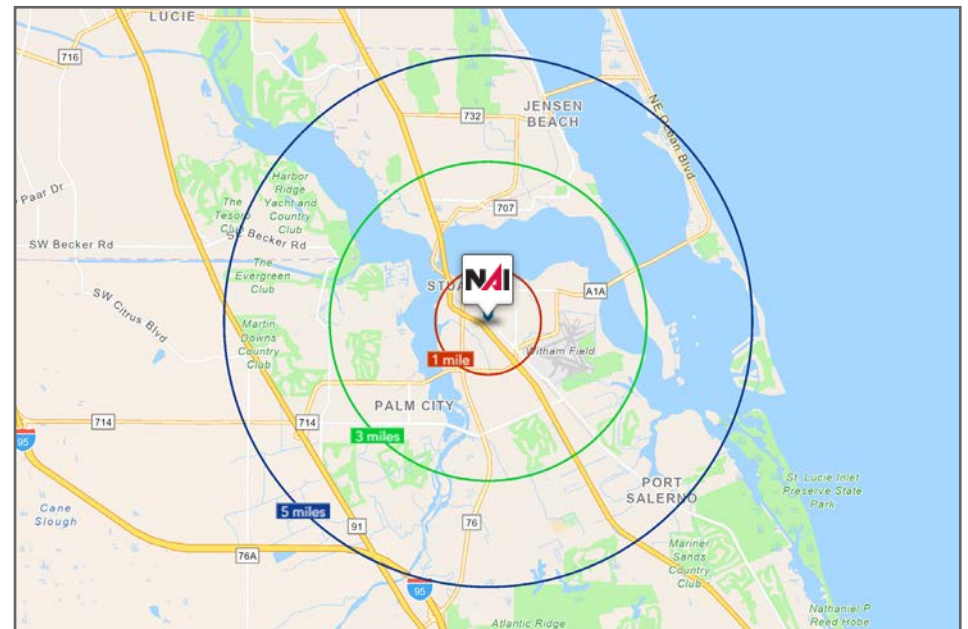 LUCIE
716
732
JENSEN
BEACH
NE Ocean Blvd
Harbor
Ridge
Yacht and
Country
Club
The
Tesoro
Club
Paar Dr
707
SW Becker Rd
SE Becker Rd
The
Evergreen
Club
NAI
A1A
SW Citrus Blvd
Martin
Downs
Country
Club
Witham Field
1 mile
PALM CITY
714
714
3 miles
95
PORT
SALERNO
St. Lucie Inlet
Preserve State
Park
Cane
Slough
5 miles
91
76
76A
Mariner
Sands
Country
Club
95
Nathaniel P
Reed Hobe
Atlantic Ridge